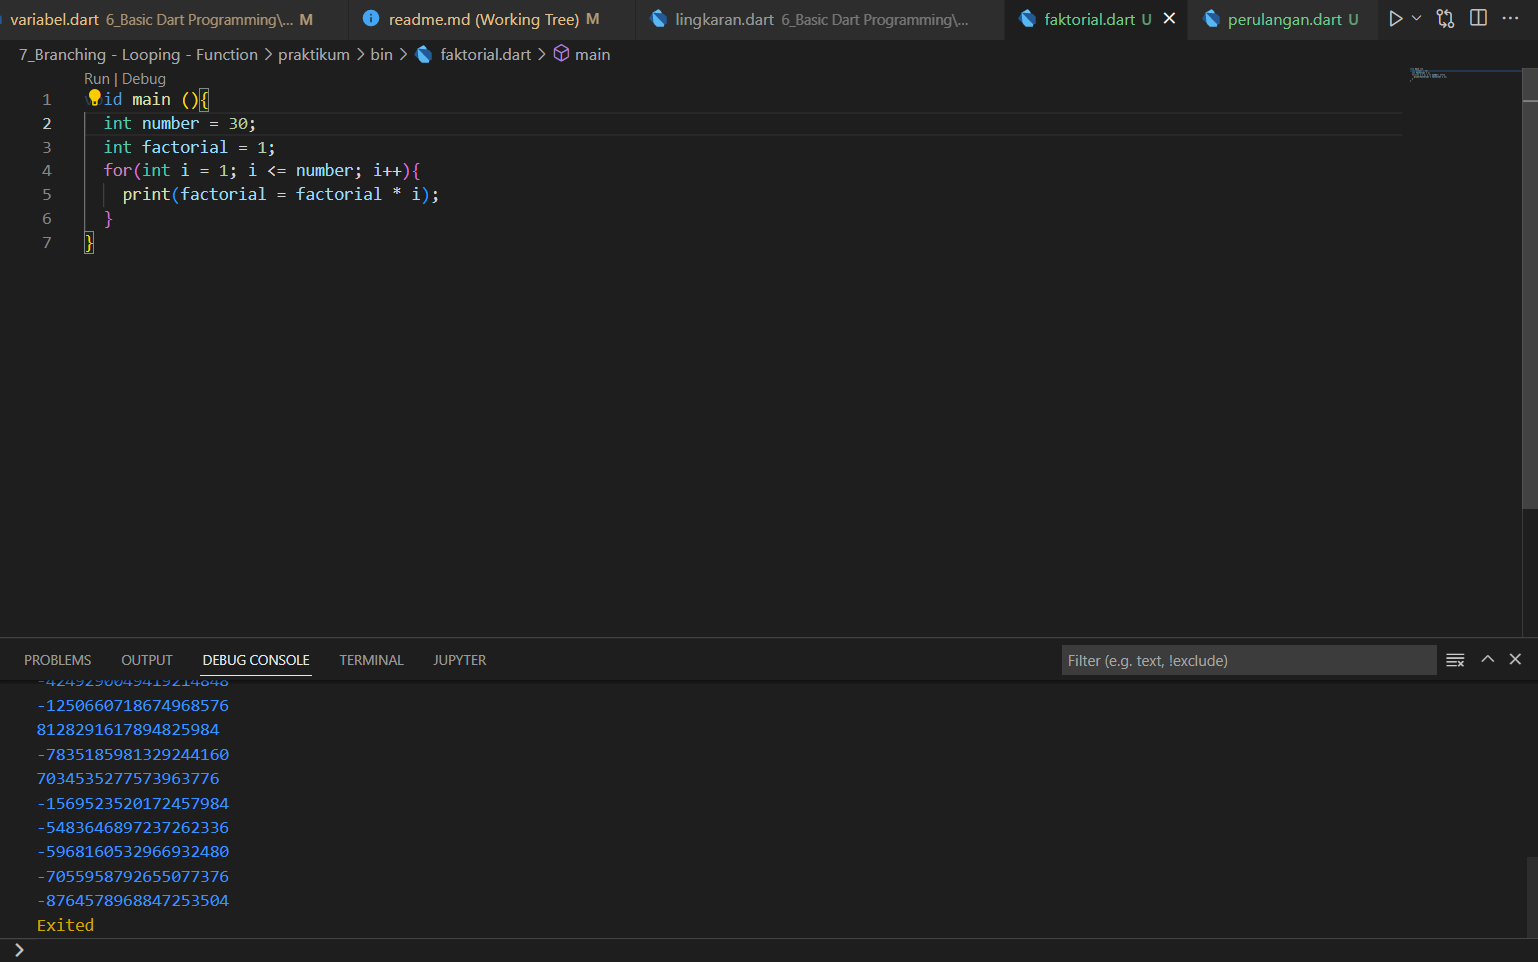 variabel.dart 6_Basic Dart Programming\... M
readme.md (Working Tree) M
lingkaran.dart 6_Basic Dart Programming\...
faktorial.dart U
perulangan.dart U
7_Branching - Looping - Function > praktikum > bin > faktorial.dart > main
Run | Debug
1 id main (){
2 int number = 30;
3 int factorial = 1;
4 for(int i = 1; i <= number; i++){
5 print(factorial = factorial * i);
6 }
7 }
PROBLEMS OUTPUT DEBUG CONSOLE TERMINAL JUPYTER
Filter (e.g. text, !exclude)
-4249290049419214848
-1250660718674968576
8128291617894825984
-7835185981329244160
7034535277573963776
-1569523520172457984
-5483646897237262336
-5968160532966932480
-7055958792655077376
-8764578968847253504
Exited
>